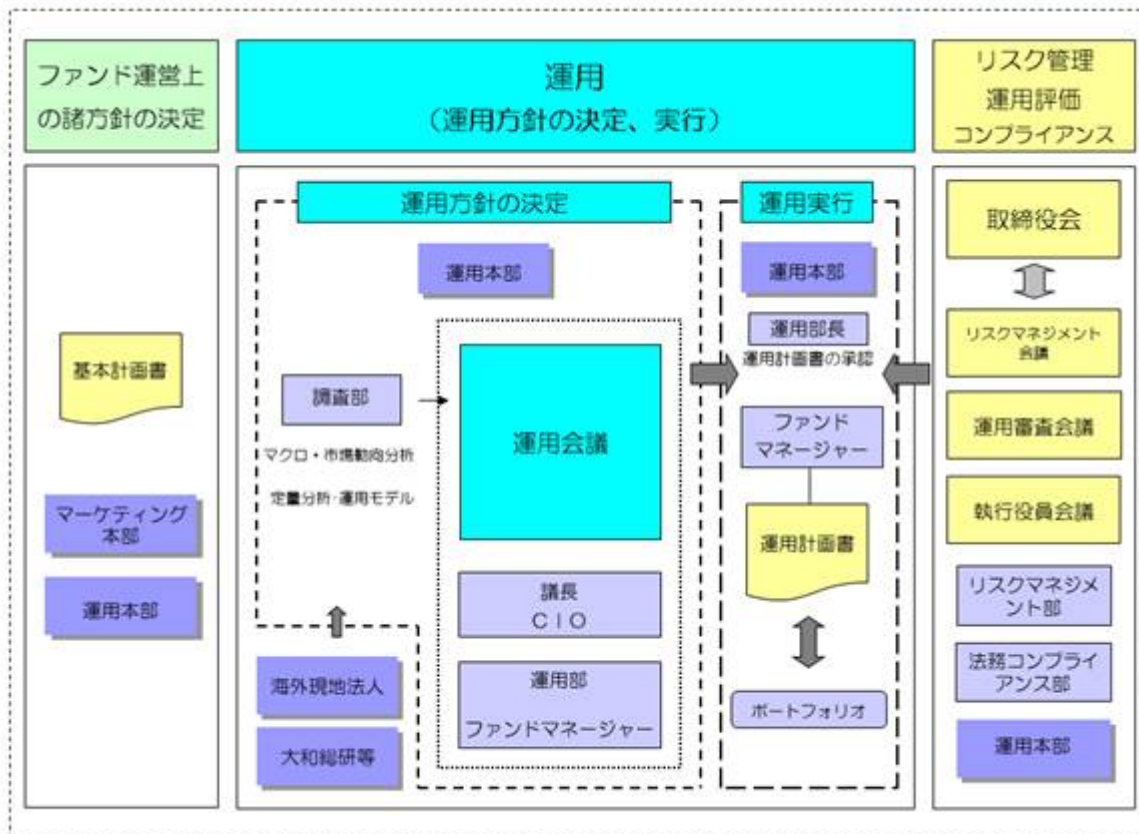 ファンド運営上
の諸方針の決定
運用
（運用方針の決定、実行）
リスク管理
運用評価
コンプライアンス
基本計画書
マーケティング
本部
運用本部
運用方針の決定
運用本部
調査部
マクロ・市場動向分析
定量分析・運用モデル
運用会議
議長
ＣＩＯ
運用部
ファンドマネージャー
海外現地法人
大和総研等
運用実行
運用本部
運用部長
運用計画書の承認
ファンド
マネージャー
運用計画書
ポートフォリオ
取締役会
リスクマネジメント
会議
運用審査会議
執行役員会議
リスクマネジメ
ント部
法務コンプライ
アンス部
運用本部